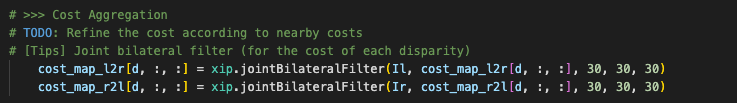 # >>> Cost Aggregation
# TODO: Refine the cost according to nearby costs
# [Tips] Joint bilateral filter (for the cost of each disparity)
cost_map_l2r[d, :, :] = xip.jointBilateralFilter(Il, cost_map_l2r[d, :, :], 30, 30, 30)
cost_map_r2l[d, :, :] = xip.jointBilateralFilter(Ir, cost_map_r2l[d, :, :], 30, 30, 30)